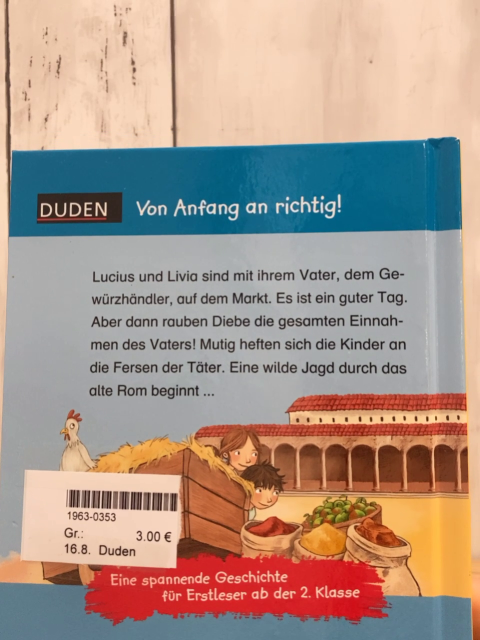 DUDEN Von Anfang an richtig!
Lucius und Livia sind mit ihrem Vater, dem Ge-
würzhändler, auf dem Markt. Es ist ein guter Tag.
Aber dann rauben Diebe die gesamten Einnah-
men des Vaters! Mutig heften sich die Kinder an
die Fersen der Täter. Eine wilde Jagd durch das
alte Rom beginnt ...
1963-0353
Gr.: 3.00 €
16.8. Duden
Eine spannende Geschichte
für Erstleser ab der 2. Klasse